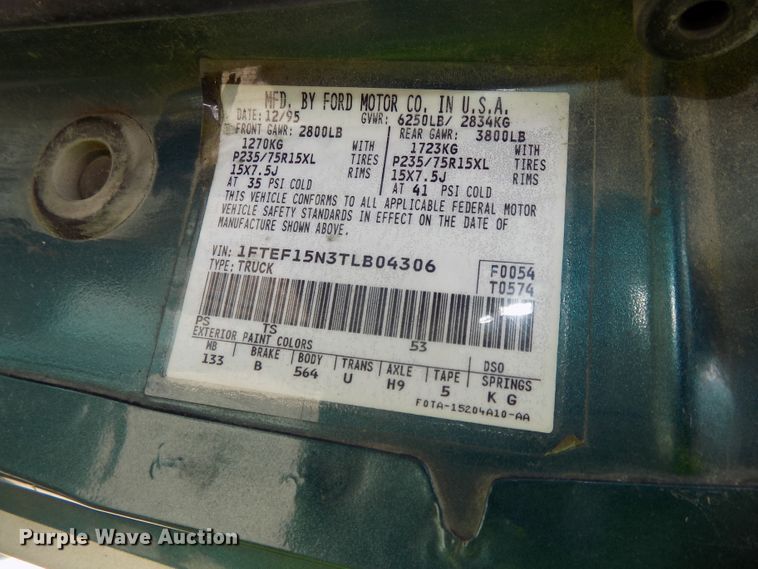 MFD. BY FORD MOTOR CO. IN U.S.A.
DATE: 12/95 GVWR: 6250LB/ 2834KG
FRONT GAWR: 2800LB REAR GAWR: 3800LB
1270KG WITH 1723KG WITH
P235/75R15XL TIRES P235/75R15XL TIRES
15X7.5J RIMS 15X7.5J RIMS
AT 35 PSI COLD AT 41 PSI COLD
THIS VEHICLE CONFORMS TO ALL APPLICABLE FEDERAL MOTOR
VEHICLE SAFETY STANDARDS IN EFFECT ON THE DATE OF
MANUFACTURE SHOWN ABOVE.
VIN: 1FTEF15N3TLB04306 F0054
TYPE: TRUCK T0574
PS TS
EXTERIOR PAINT COLORS 53 DSO
WB BRAKE BODY TRANS AXLE TAPE SPRINGS
133 B 564 U H9 5 K G
F0TA-15204A10-AA
Purple Wave Auction